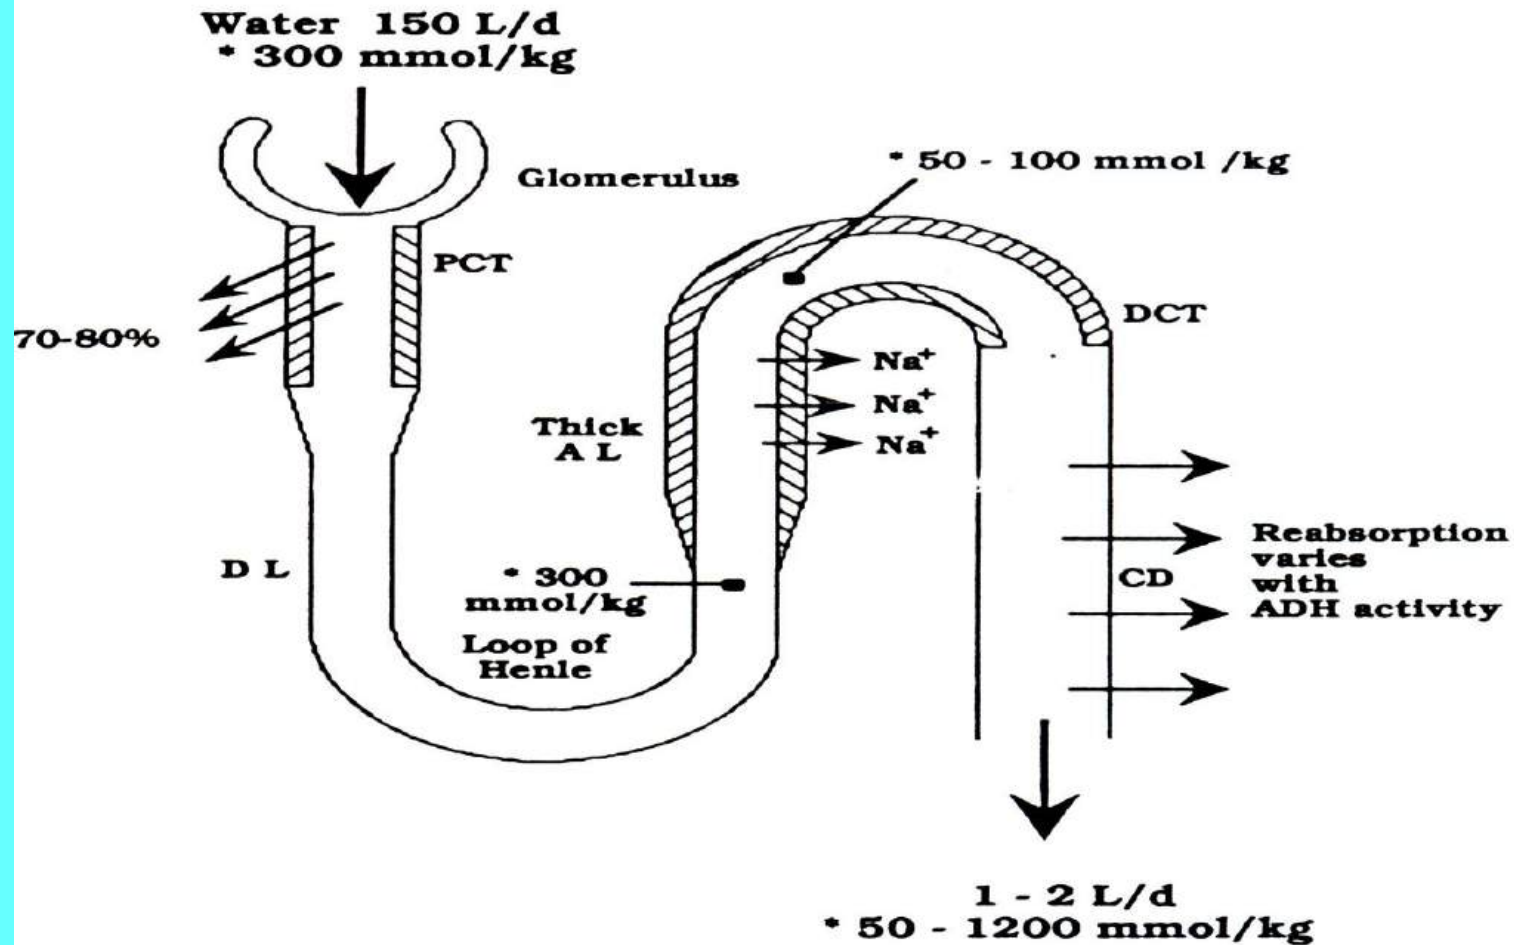 Water 150 L/d
* 300 mmol/kg
Glomerulus
* 50 - 100 mmol /kg
PCT
70-80%
DCT
Na+
Na+
Na+
Thick
A L
D L
* 300
mmol/kg
Loop of
Henle
CD
Reabsorption
varies
with
ADH activity
1 - 2 L/d
* 50 - 1200 mmol/kg